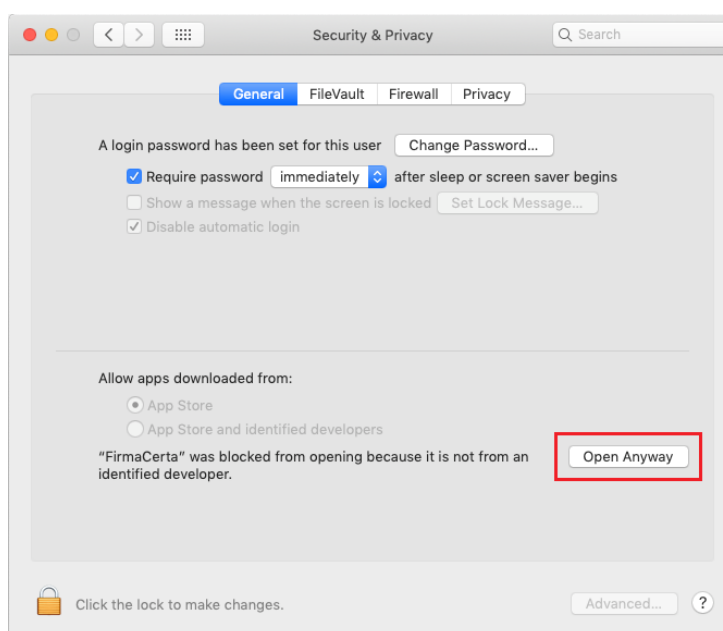 Security & Privacy
Search
General FileVault Firewall Privacy
A login password has been set for this user Change Password...
Require password immediately after sleep or screen saver begins
Show a message when the screen is locked Set Lock Message...
Disable automatic login
Allow apps downloaded from:
App Store
App Store and identified developers
“FirmaCerta” was blocked from opening because it is not from an
identified developer.
Open Anyway
Click the lock to make changes.
Advanced...
?